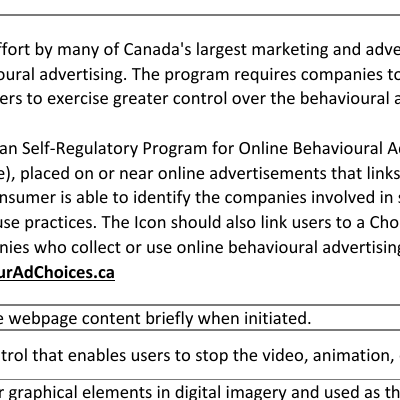 effort by many of Canada's largest marketing and adve
oural advertising. The program requires companies to
ers to exercise greater control over the behavioural a
an Self-Regulatory Program for Online Behavioural A
e), placed on or near online advertisements that links
nsumer is able to identify the companies involved in s
use practices. The Icon should also link users to a Cho
nies who collect or use online behavioural advertising
urAdChoices.ca
e webpage content briefly when initiated.
trol that enables users to stop the video, animation,
r graphical elements in digital imagery and used as th